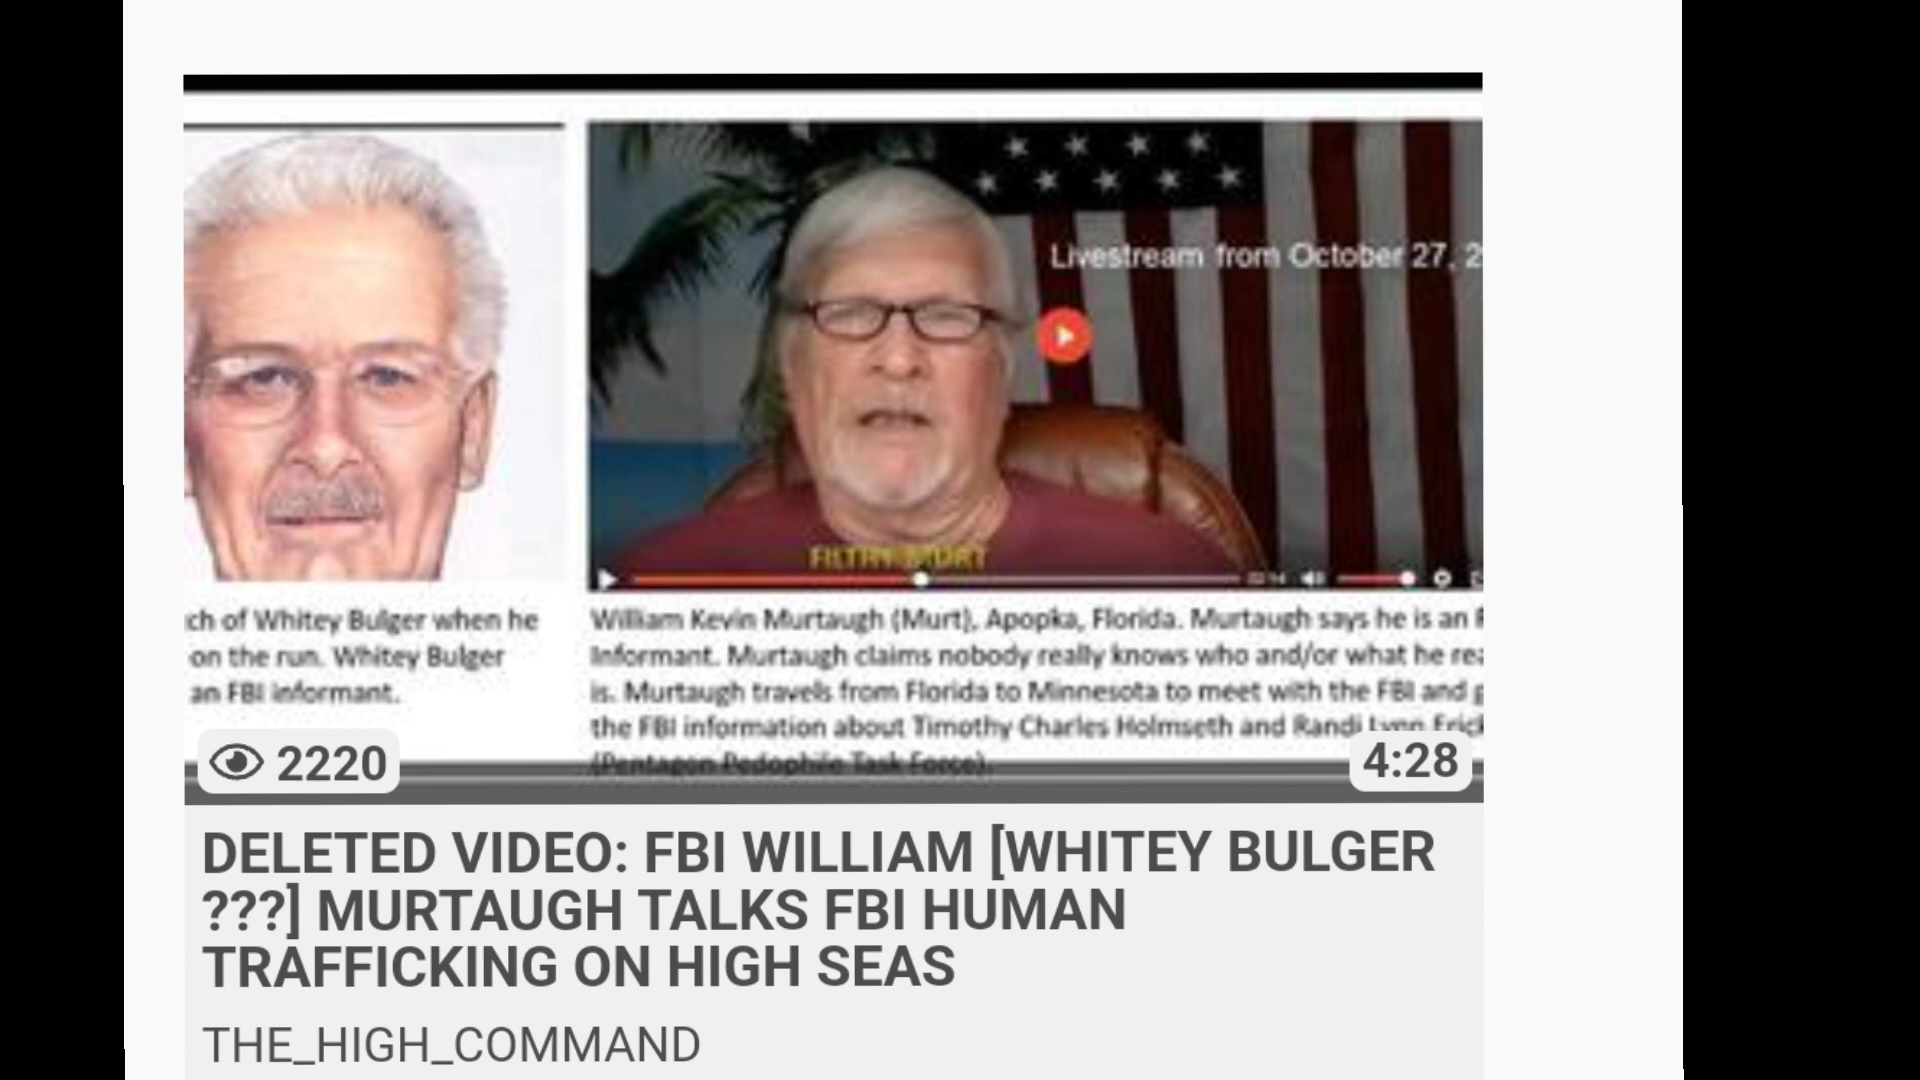 Livestream from October 27, 2
FILTHY MURT
ch of Whitey Bulger when he
on the run. Whitey Bulger
an FBI informant.
William Kevin Murtaugh (Murt), Apopka, Florida. Murtaugh says he is an F
Informant. Murtaugh claims nobody really knows who and/or what he rea
is. Murtaugh travels from Florida to Minnesota to meet with the FBI and g
the FBI information about Timothy Charles Holmseth and Randi Lynn Erick
(Pentagon Pedophile Task Force).
2220
4:28
DELETED VIDEO: FBI WILLIAM [WHITEY BULGER
???] MURTAUGH TALKS FBI HUMAN
TRAFFICKING ON HIGH SEAS
THE_HIGH_COMMAND